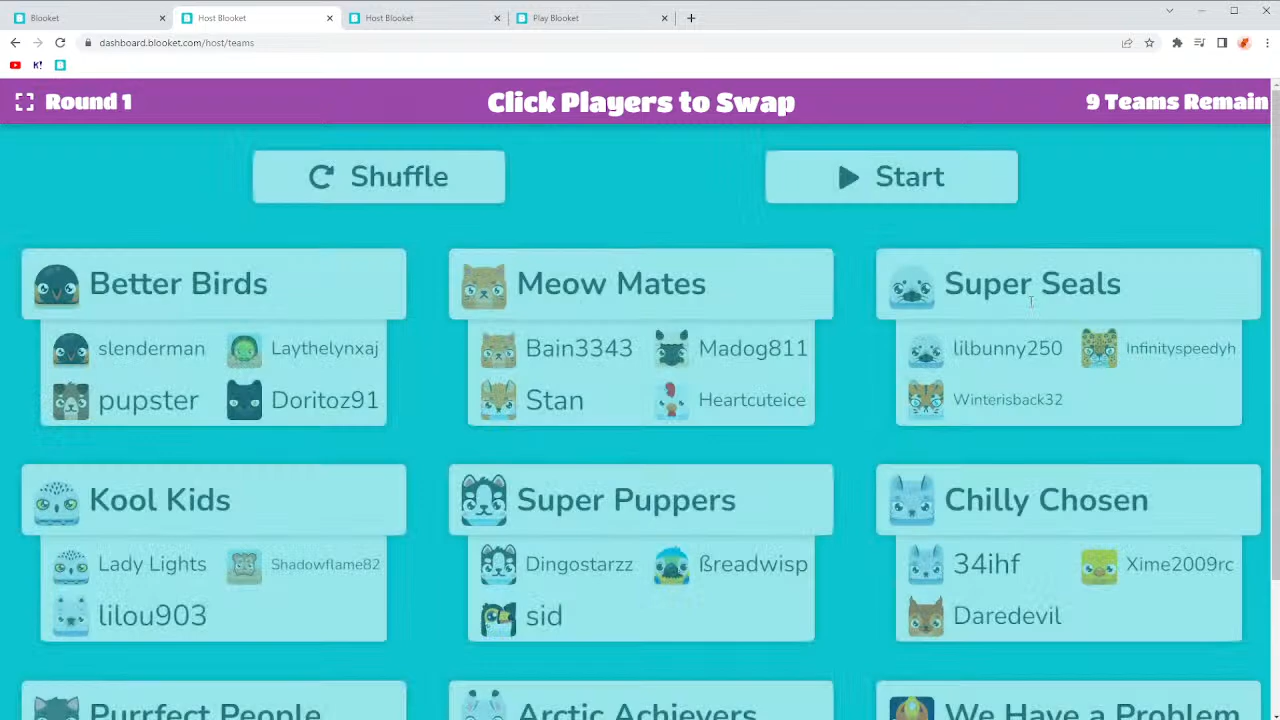 Blooket
Host Blooket
Host Blooket
Play Blooket
dashboard.blooket.com/host/teams
K!
Round 1
Click Players to Swap
9 Teams Remain
Shuffle
Start
Better Birds
Meow Mates
Super Seals
slenderman
Laythelynxaj
Bain3343
Madog811
lilbunny250
Infinityspeedyh
pupster
Doritoz91
Stan
Heartcuteice
Winterisback32
Kool Kids
Super Puppers
Chilly Chosen
Lady Lights
Shadowflame82
Dingostarzz
ßreadwisp
34ihf
Xime2009rc
lilou903
sid
Daredevil
Purrfect People
Arctic Achievers
We Have a Problem